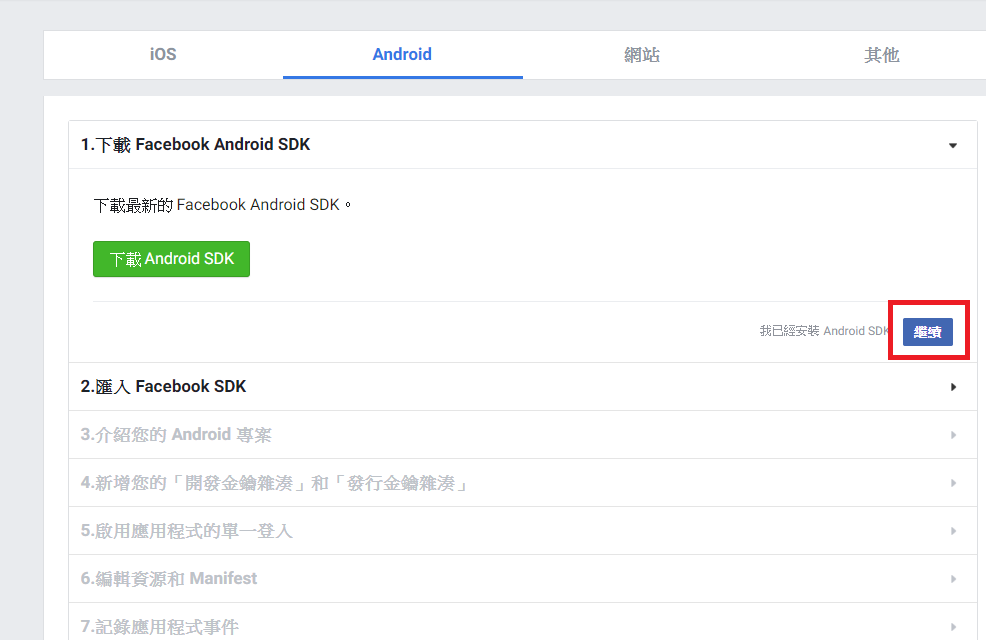 iOS
Android
網站
其他
1.下載 Facebook Android SDK
下載最新的 Facebook Android SDK。
下載 Android SDK
我已經安裝 Android SDK
繼續
2.匯入 Facebook SDK
3.介紹您的 Android 專案
4.新增您的「開發金鑰雜湊」和「發行金鑰雜湊」
5.啟用應用程式的單一登入
6.編輯資源和 Manifest
7.記錄應用程式事件